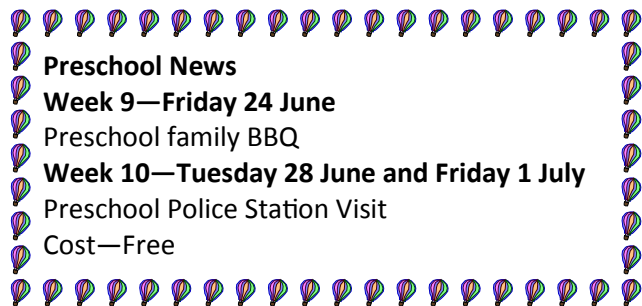 Preschool News
Week 9—Friday 24 June
Preschool family BBQ
Week 10—Tuesday 28 June and Friday 1 July
Preschool Police Station Visit
Cost—Free